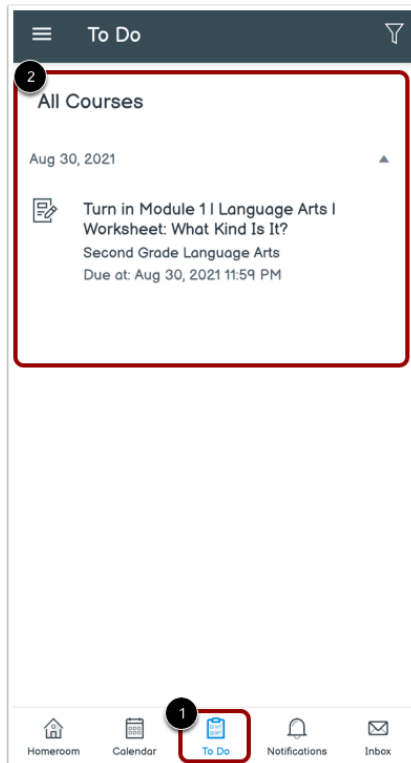 To Do
2
All Courses
Aug 30, 2021
Turn in Module 1 | Language Arts |
Worksheet: What Kind Is It?
Second Grade Language Arts
Due at: Aug 30, 2021 11:59 PM
1
Homeroom
Calendar
To Do
Notifications
Inbox